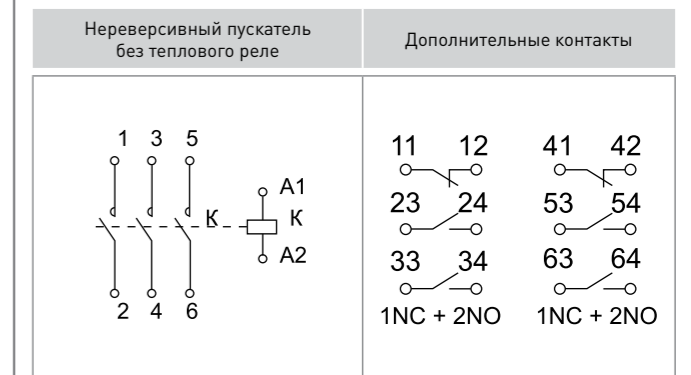 Нереверсивный пускатель
без теплового реле
Дополнительные контакты
1 3 5
K
A1
K
A2
2 4 6
11 12
23 24
33 34
1NC + 2NO
41 42
53 54
63 64
1NC + 2NO